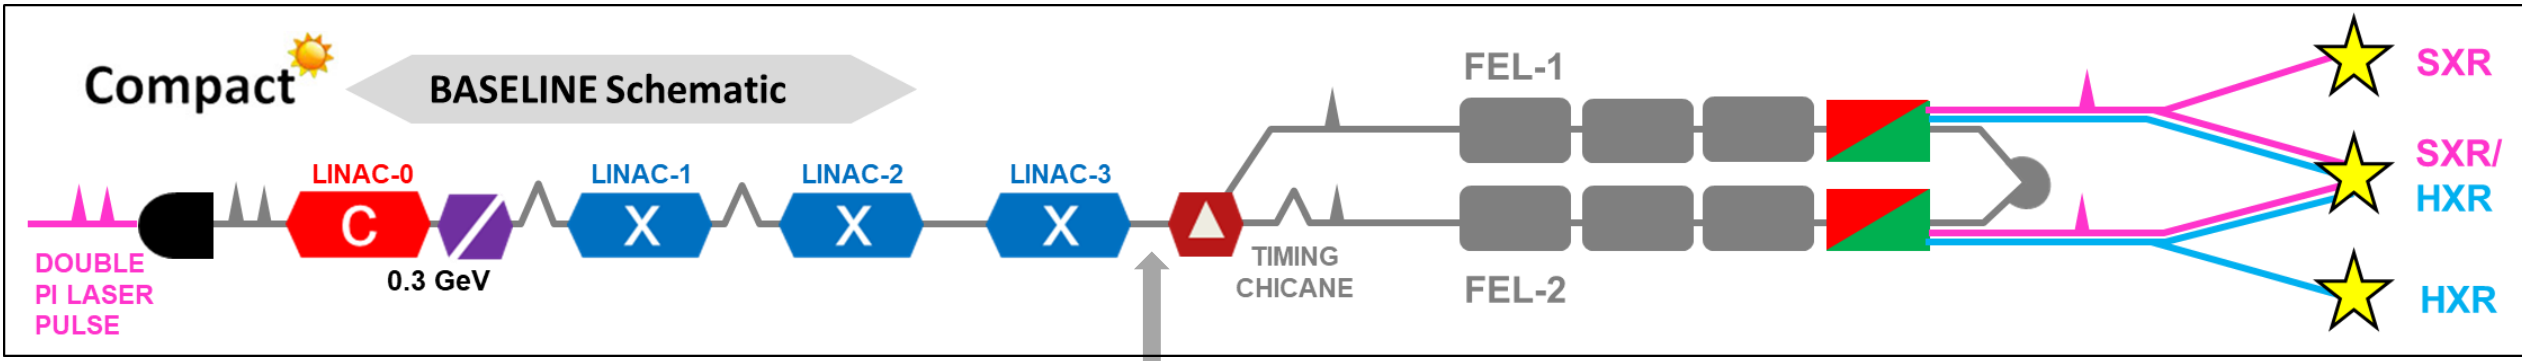 Compact
BASELINE Schematic
DOUBLE
PI LASER
PULSE
LINAC-0
C
0.3 GeV
LINAC-1
X
LINAC-2
X
LINAC-3
X
TIMING
CHICANE
FEL-1
FEL-2
SXR
SXR/
HXR
HXR